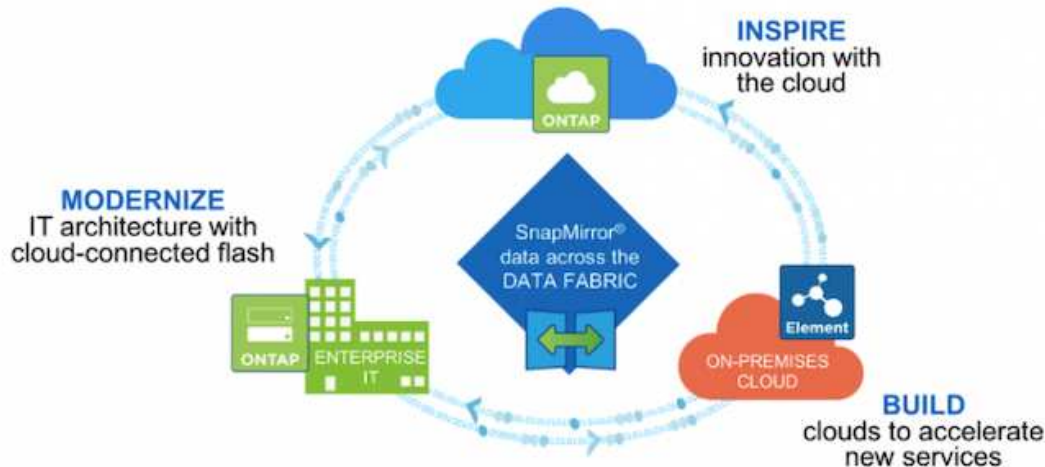 INSPIRE
innovation with
the cloud
ONTAP
MODERNIZE
IT architecture with
cloud-connected flash
SnapMirror®
data across the
DATA FABRIC
ONTAP
ENTERPRISE
IT
Element
ON-PREMISES
CLOUD
BUILD
clouds to accelerate
new services